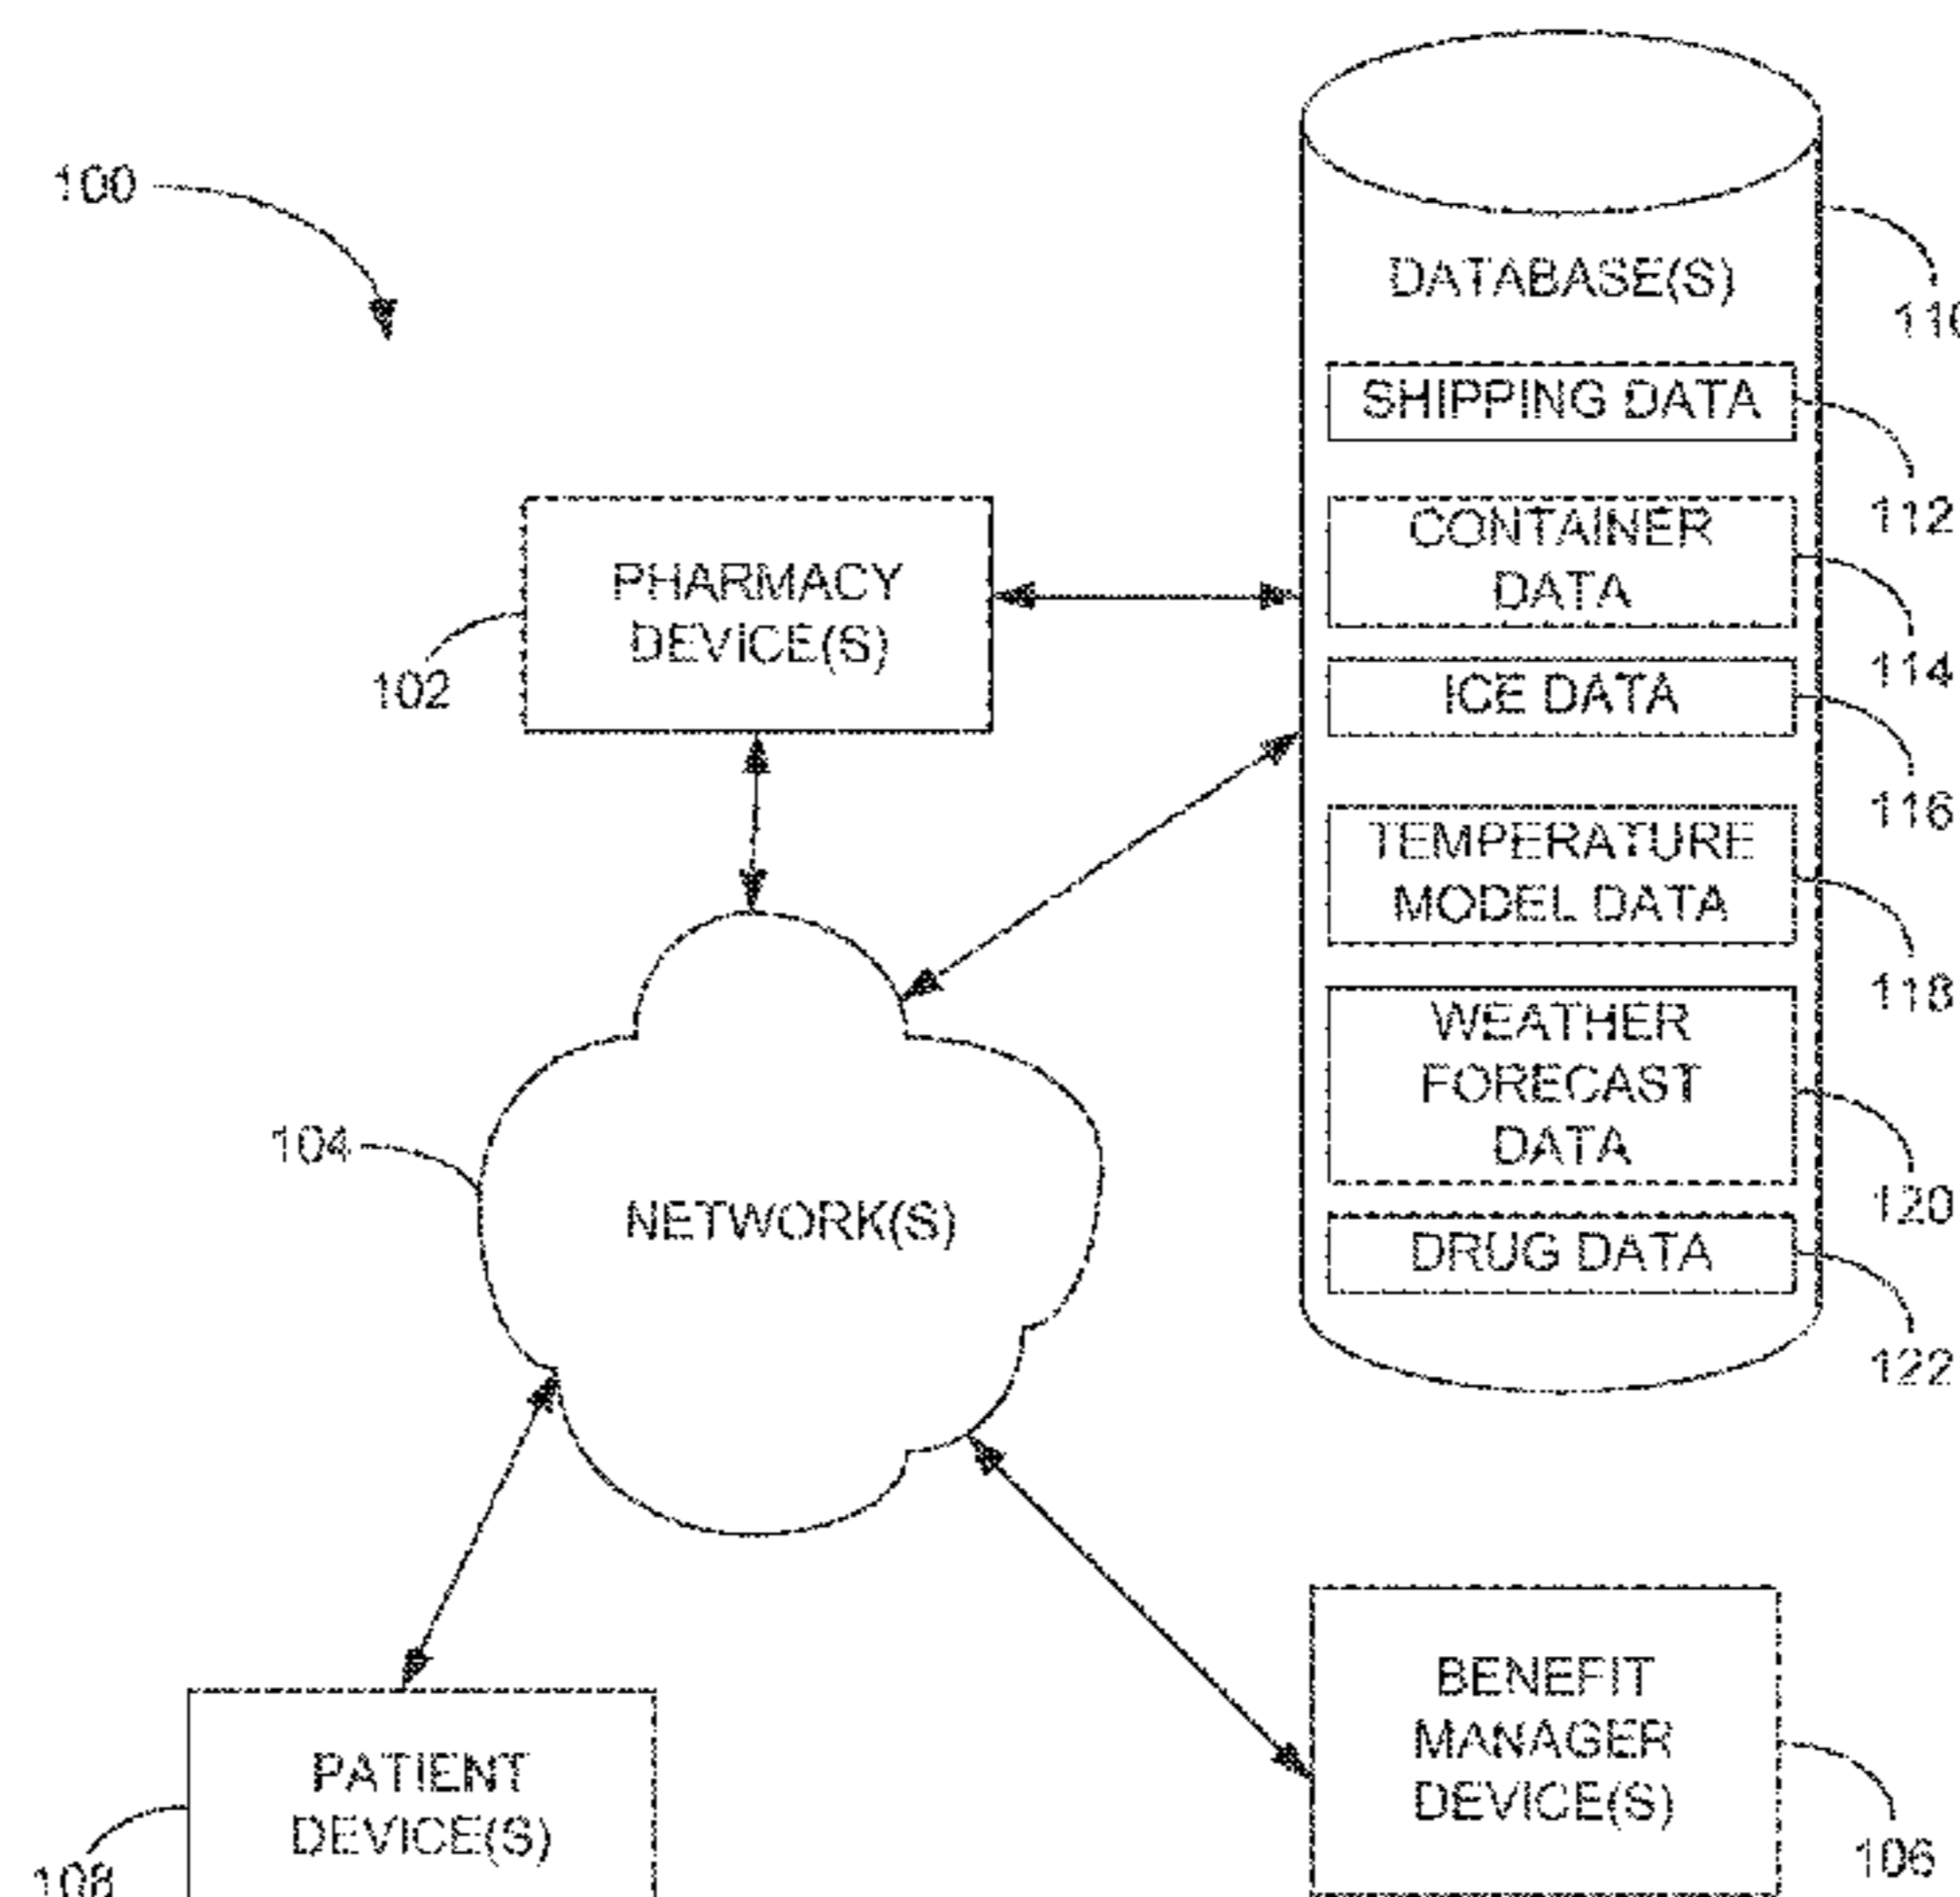 100
DATABASE(S)
110
SHIPPING DATA
112
CONTAINER
DATA
114
PHARMACY
DEVICE(S)
102
ICE DATA
116
TEMPERATURE
MODEL DATA
118
WEATHER
FORECAST
DATA
120
104
NETWORK(S)
DRUG DATA
122
BENEFIT
MANAGER
DEVICE(S)
106
PATIENT
DEVICE(S)
108